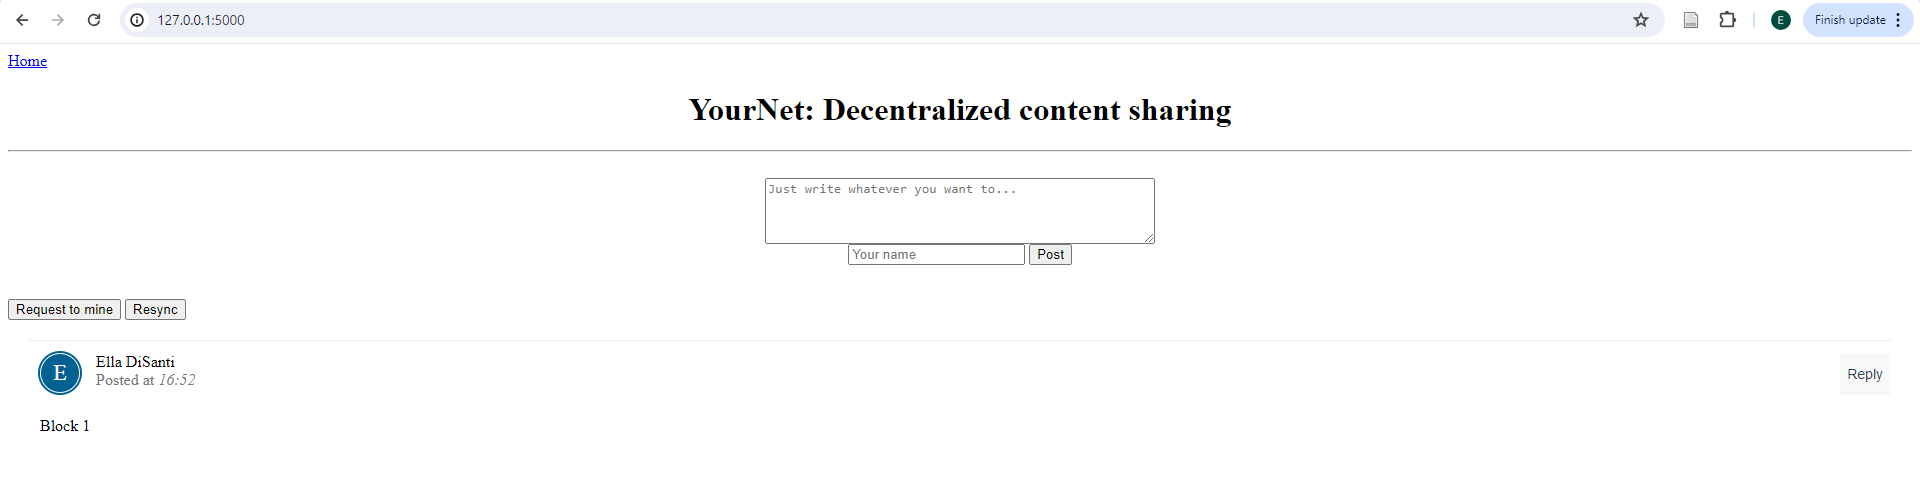 127.0.0.1:5000
E
Finish update
Home
YourNet: Decentralized content sharing
Just write whatever you want to...
Your name
Post
Request to mine
Resync
E
Ella DiSanti
Posted at 16:52
Reply
Block 1